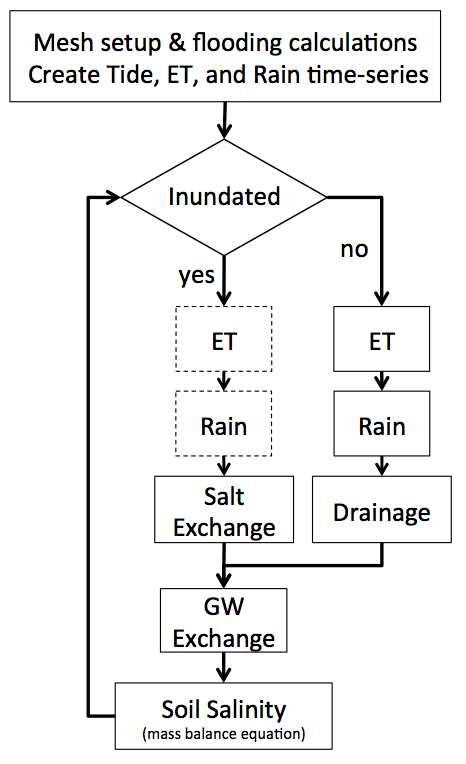 Mesh setup & flooding calculations
Create Tide, ET, and Rain time-series
Inundated
yes
no
ET
ET
Rain
Rain
Salt
Exchange
Drainage
GW
Exchange
Soil Salinity
(mass balance equation)